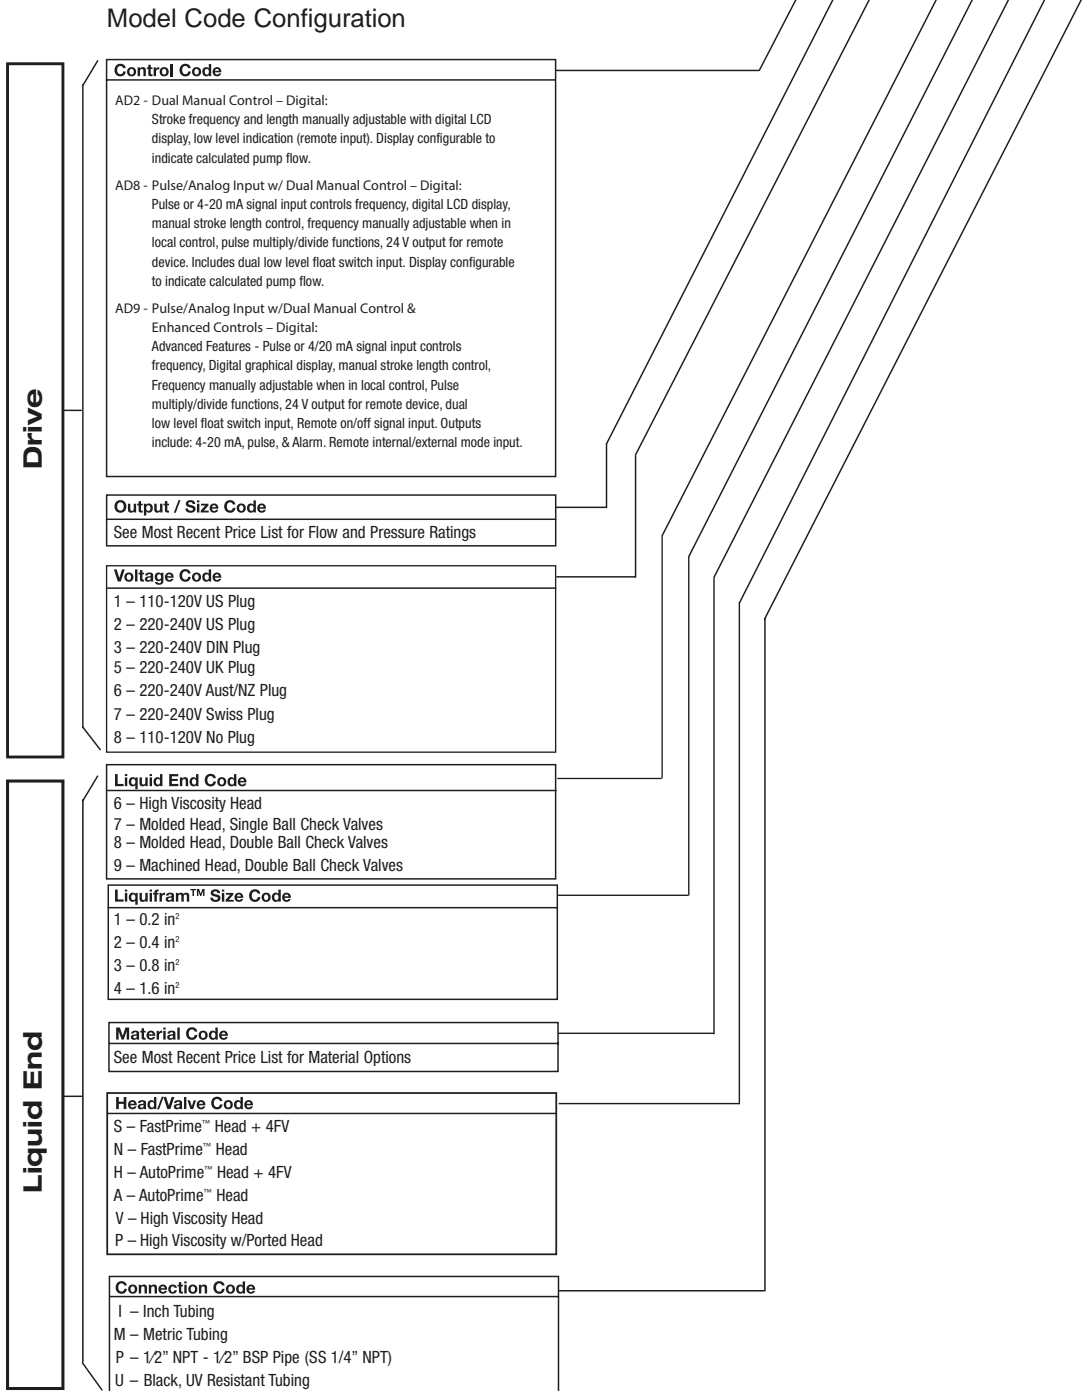 Model Code Configuration
Drive
Control Code
AD2 - Dual Manual Control – Digital:
Stroke frequency and length manually adjustable with digital LCD
display, low level indication (remote input). Display configurable to
indicate calculated pump flow.
AD8 - Pulse/Analog Input w/ Dual Manual Control – Digital:
Pulse or 4-20 mA signal input controls frequency, digital LCD display,
manual stroke length control, frequency manually adjustable when in
local control, pulse multiply/divide functions, 24 V output for remote
device. Includes dual low level float switch input. Display configurable
to indicate calculated pump flow.
AD9 - Pulse/Analog Input w/Dual Manual Control &
Enhanced Controls – Digital:
Advanced Features - Pulse or 4/20 mA signal input controls
frequency, Digital graphical display, manual stroke length control,
Frequency manually adjustable when in local control, Pulse
multiply/divide functions, 24 V output for remote device, dual
low level float switch input, Remote on/off signal input. Outputs
include: 4-20 mA, pulse, & Alarm. Remote internal/external mode input.
Output / Size Code
See Most Recent Price List for Flow and Pressure Ratings
Voltage Code
1 – 110-120V US Plug
2 – 220-240V US Plug
3 – 220-240V DIN Plug
5 – 220-240V UK Plug
6 – 220-240V Aust/NZ Plug
7 – 220-240V Swiss Plug
8 – 110-120V No Plug
Liquid End
Liquid End Code
6 – High Viscosity Head
7 – Molded Head, Single Ball Check Valves
8 – Molded Head, Double Ball Check Valves
9 – Machined Head, Double Ball Check Valves
Liquifram™ Size Code
1 – 0.2 in²
2 – 0.4 in²
3 – 0.8 in²
4 – 1.6 in²
Material Code
See Most Recent Price List for Material Options
Head/Valve Code
S – FastPrime™ Head + 4FV
N – FastPrime™ Head
H – AutoPrime™ Head + 4FV
A – AutoPrime™ Head
V – High Viscosity Head
P – High Viscosity w/Ported Head
Connection Code
I – Inch Tubing
M – Metric Tubing
P – 1⁄2" NPT - 1⁄2" BSP Pipe (SS 1/4" NPT)
U – Black, UV Resistant Tubing